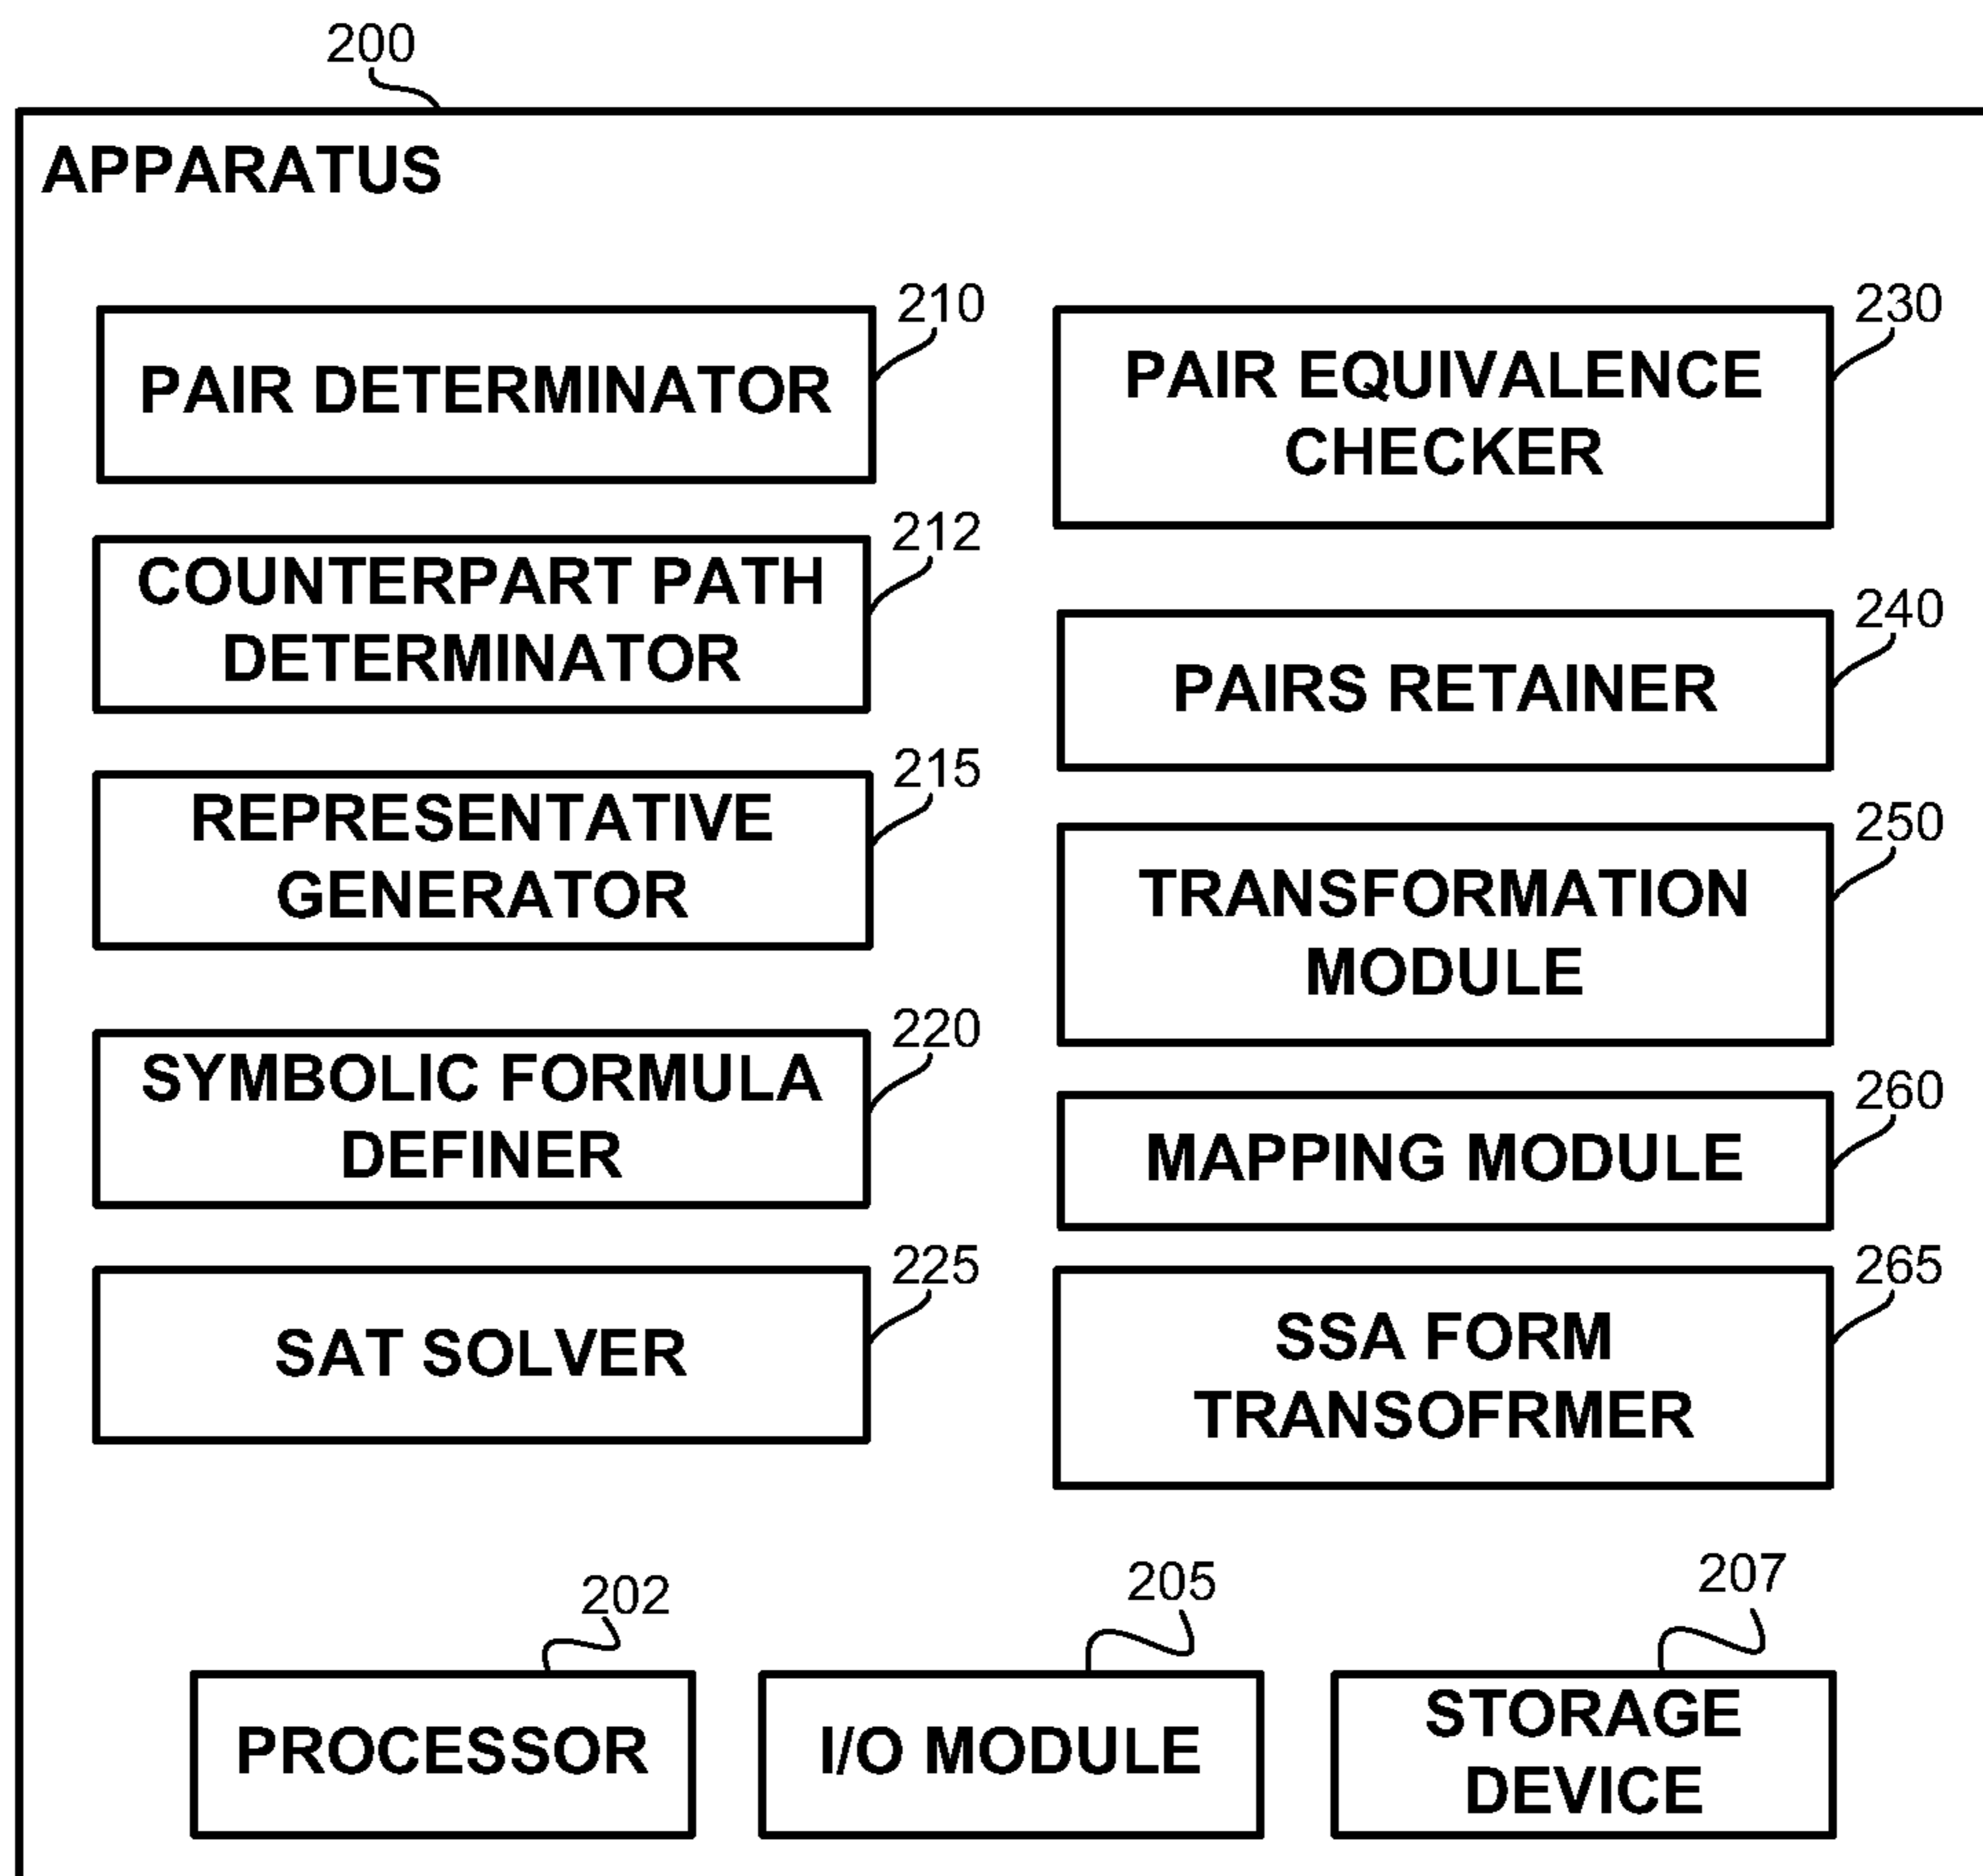 200
APPARATUS
210
PAIR DETERMINATOR
212
COUNTERPART PATH
DETERMINATOR
215
REPRESENTATIVE
GENERATOR
220
SYMBOLIC FORMULA
DEFINER
225
SAT SOLVER
230
PAIR EQUIVALENCE
CHECKER
240
PAIRS RETAINER
250
TRANSFORMATION
MODULE
260
MAPPING MODULE
265
SSA FORM
TRANSOFRMER
202
PROCESSOR
205
I/O MODULE
207
STORAGE
DEVICE